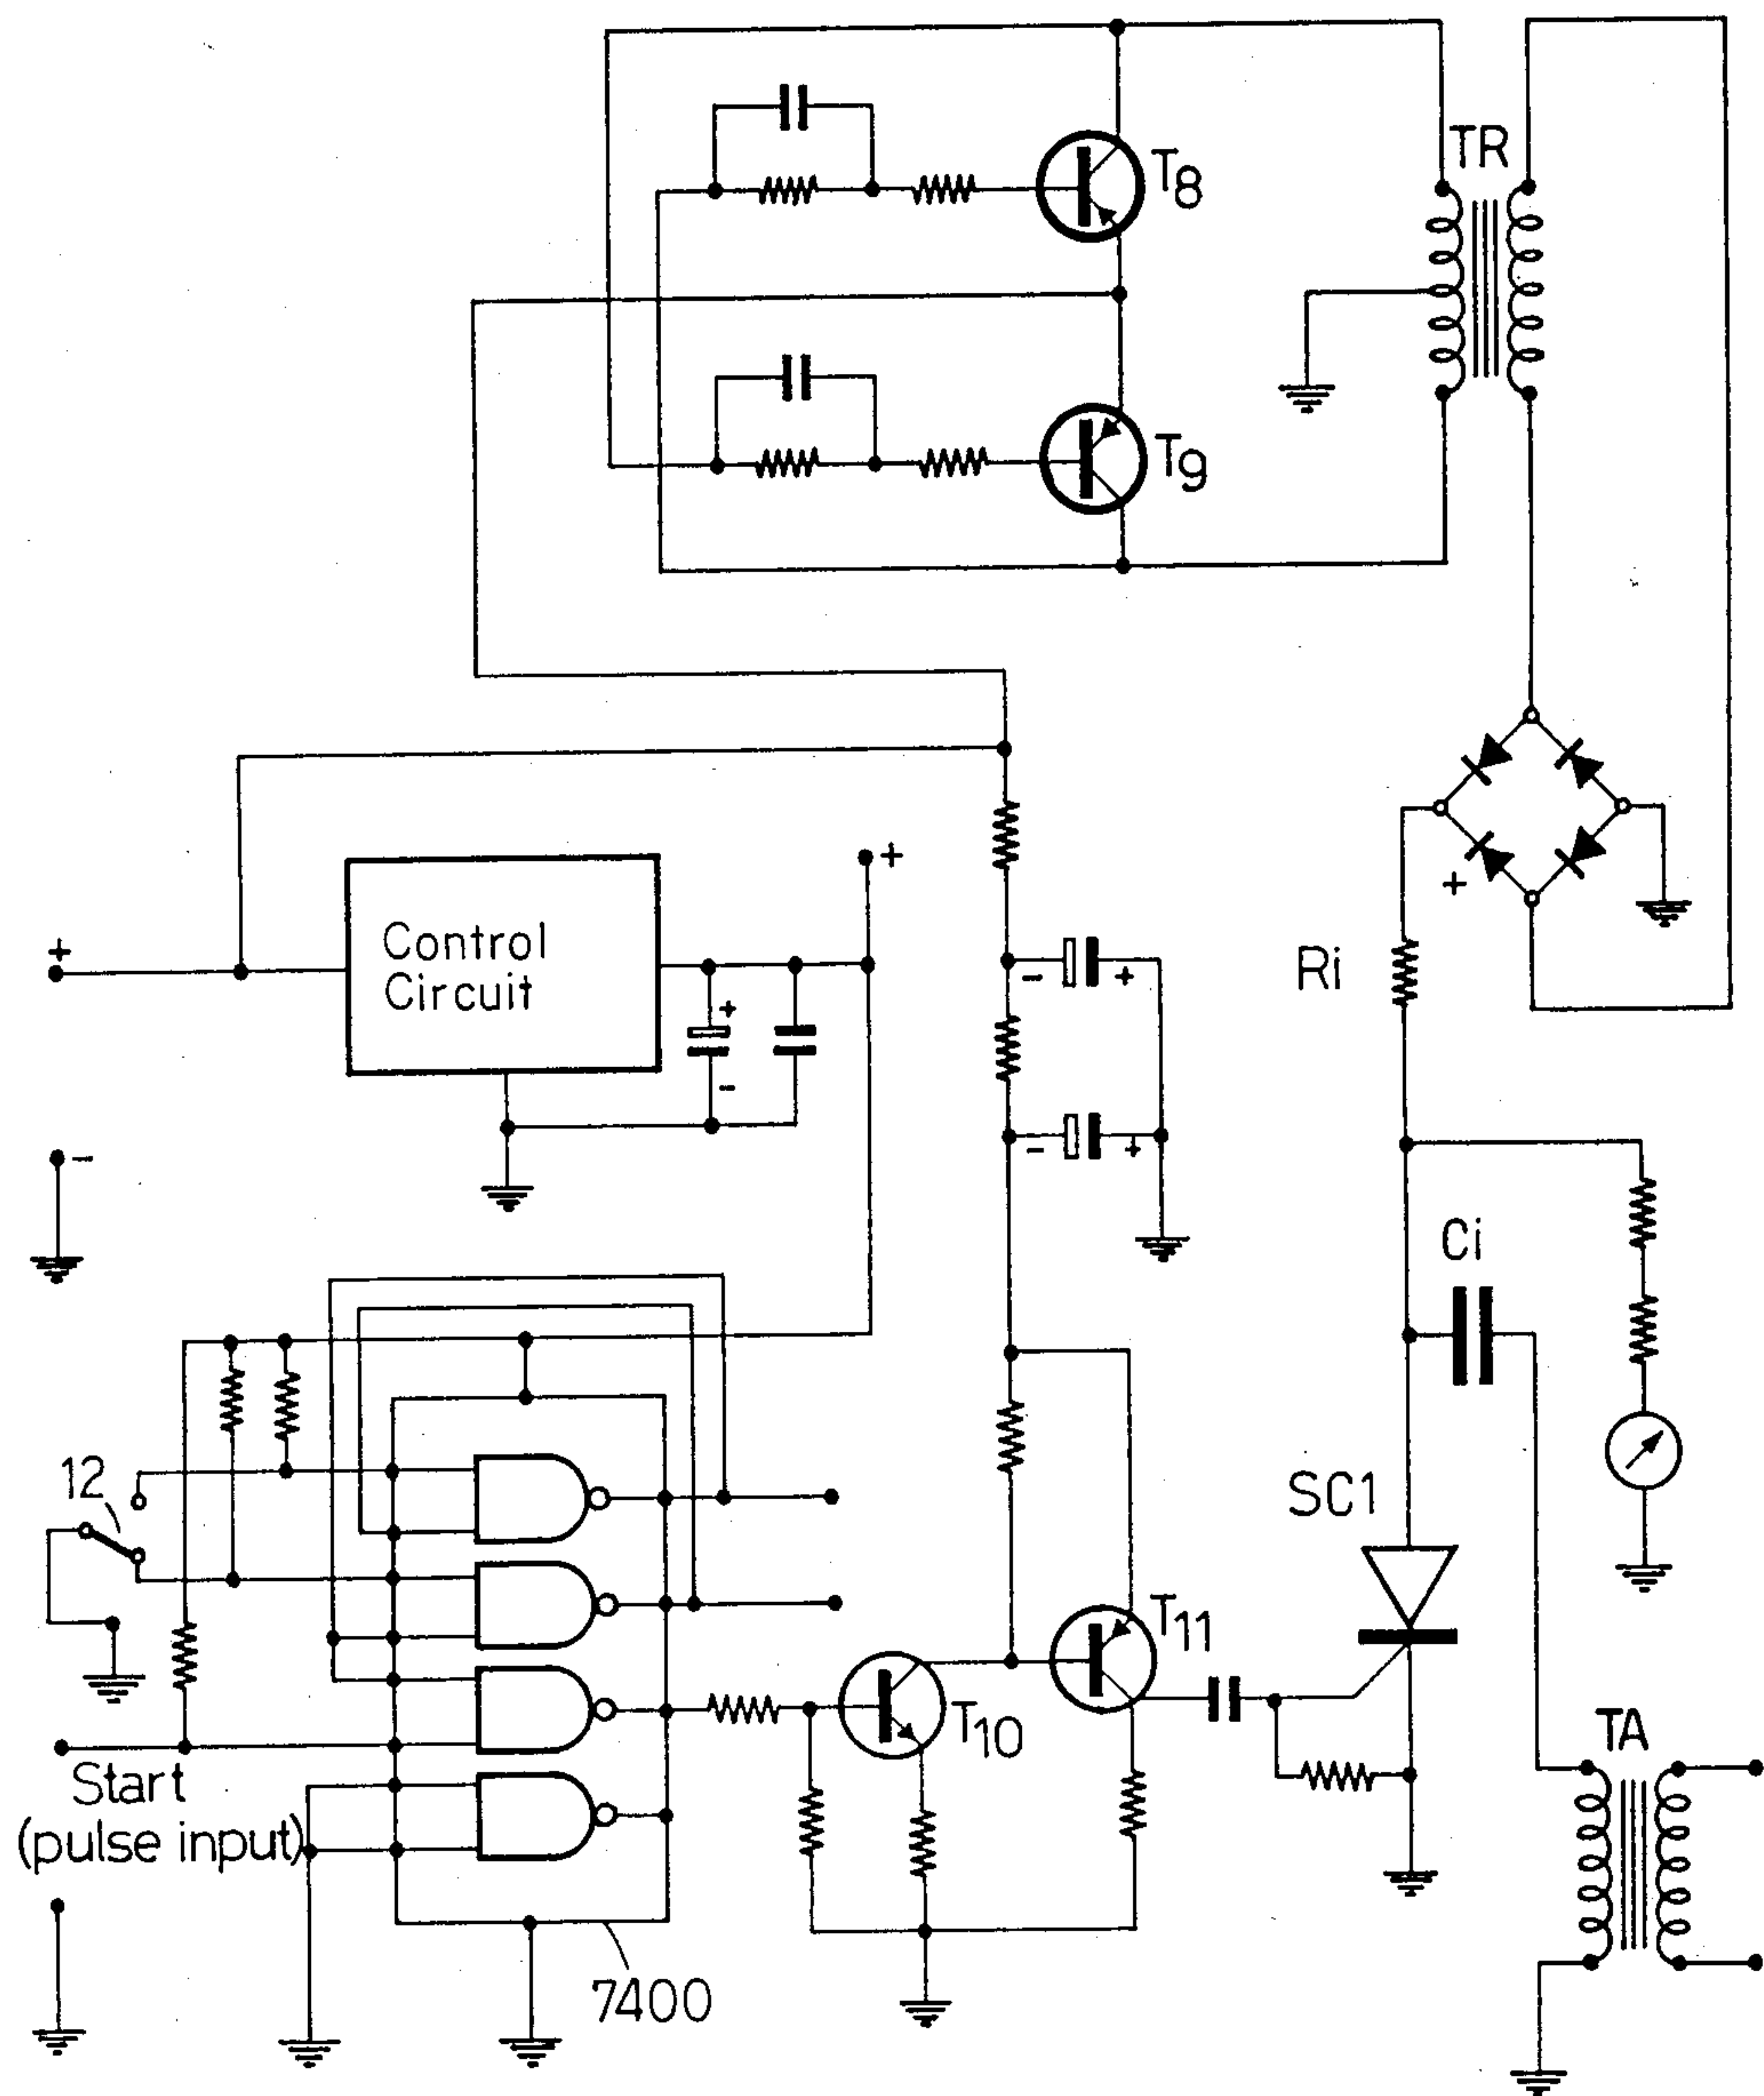 T8
TR
T9
+
Control
Circuit
+
+
-
+
Ri
- +
-
- +
Ci
12
SC1
T11
T10
TA
Start
(pulse input)
7400